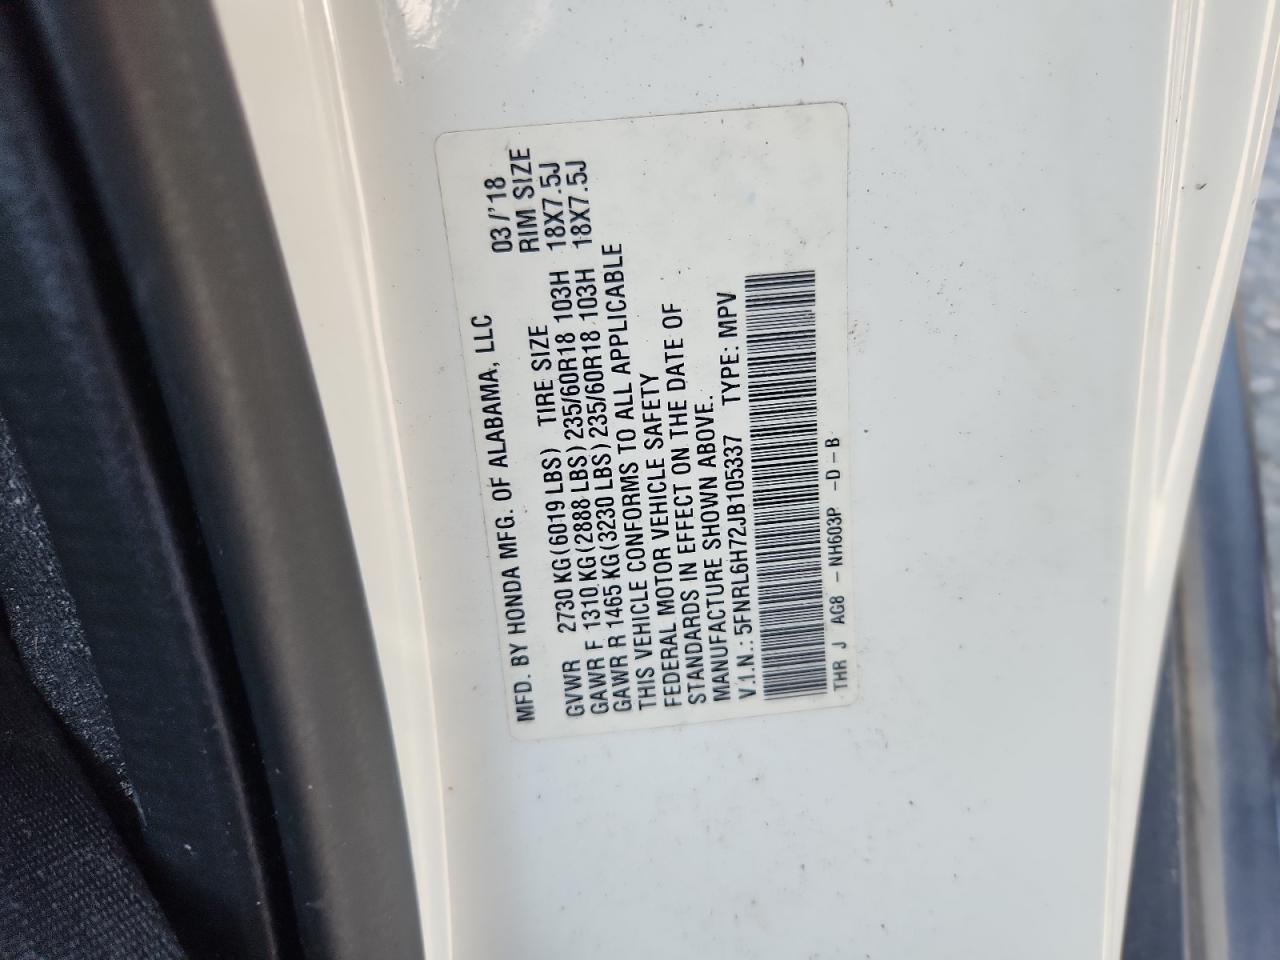 MFD. BY HONDA MFG. OF ALABAMA, LLC 03/'18
TIRE SIZE RIM SIZE
GVWR 2730 KG (6019 LBS)
GAWR F 1310 KG (2888 LBS) 235/60R18 103H 18X7.5J
GAWR R 1465 KG (3230 LBS) 235/60R18 103H 18X7.5J
THIS VEHICLE CONFORMS TO ALL APPLICABLE
FEDERAL MOTOR VEHICLE SAFETY
STANDARDS IN EFFECT ON THE DATE OF
MANUFACTURE SHOWN ABOVE.
V.I.N.: 5FNRL6H72JB105337 TYPE: MPV
THR J AG8 - NH603P - D - B